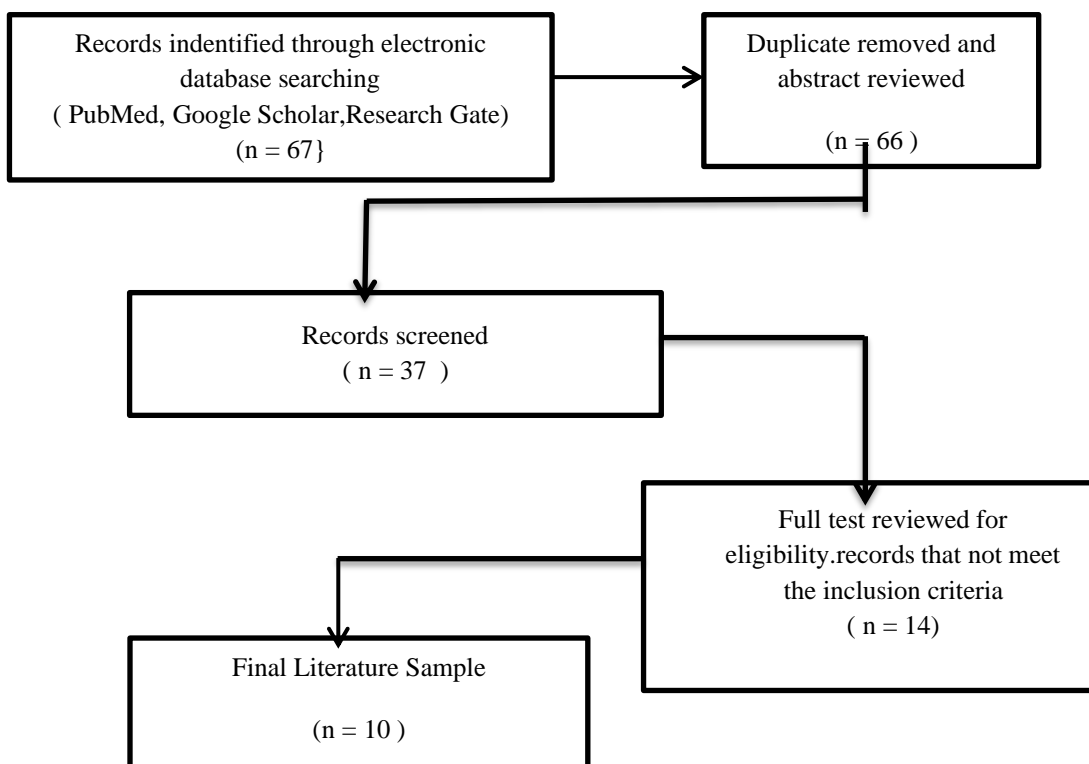 Records indentified through electronic
database searching
( PubMed, Google Scholar,Research Gate)
(n = 67}
Duplicate removed and
abstract reviewed
(n = 66 )
Records screened
( n = 37 )
Full test reviewed for
eligibility.records that not meet
the inclusion criteria
( n = 14)
Final Literature Sample
(n = 10 )